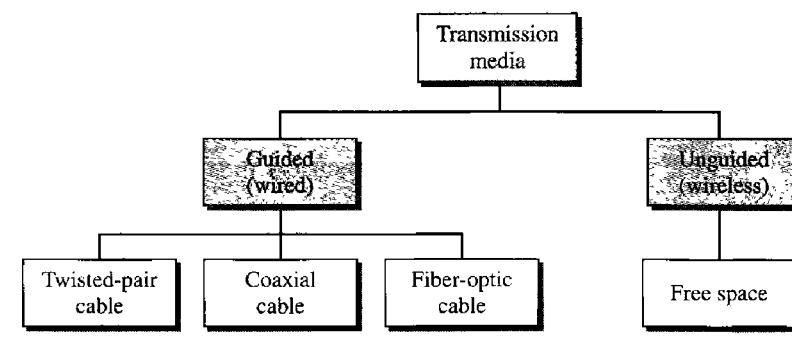 Transmission
media
Guided
(wired)
Unguided
(wireless)
Twisted-pair
cable
Coaxial
cable
Fiber-optic
cable
Free space